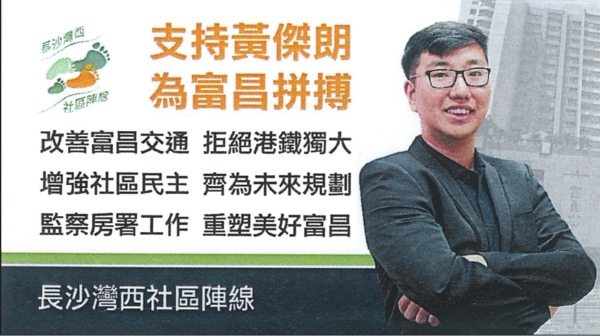 長沙灣西
社區陣線
支持黃傑朗
為富昌拼搏
改善富昌交通 拒絕港鐵獨大
增強社區民主 齊為未來規劃
監察房署工作 重塑美好富昌
長沙灣西社區陣線